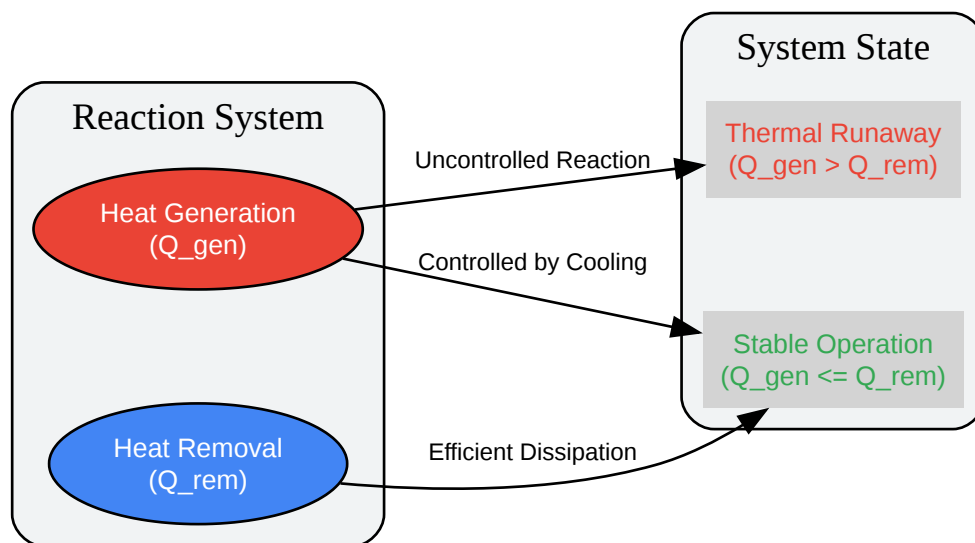 System State
Reaction System
Thermal Runaway
(Q_gen > Q_rem)
Uncontrolled Reaction
Heat Generation
(Q_gen)
Controlled by Cooling
Stable Operation
(Q_gen <= Q_rem)
Heat Removal
(Q_rem)
Efficient Dissipation